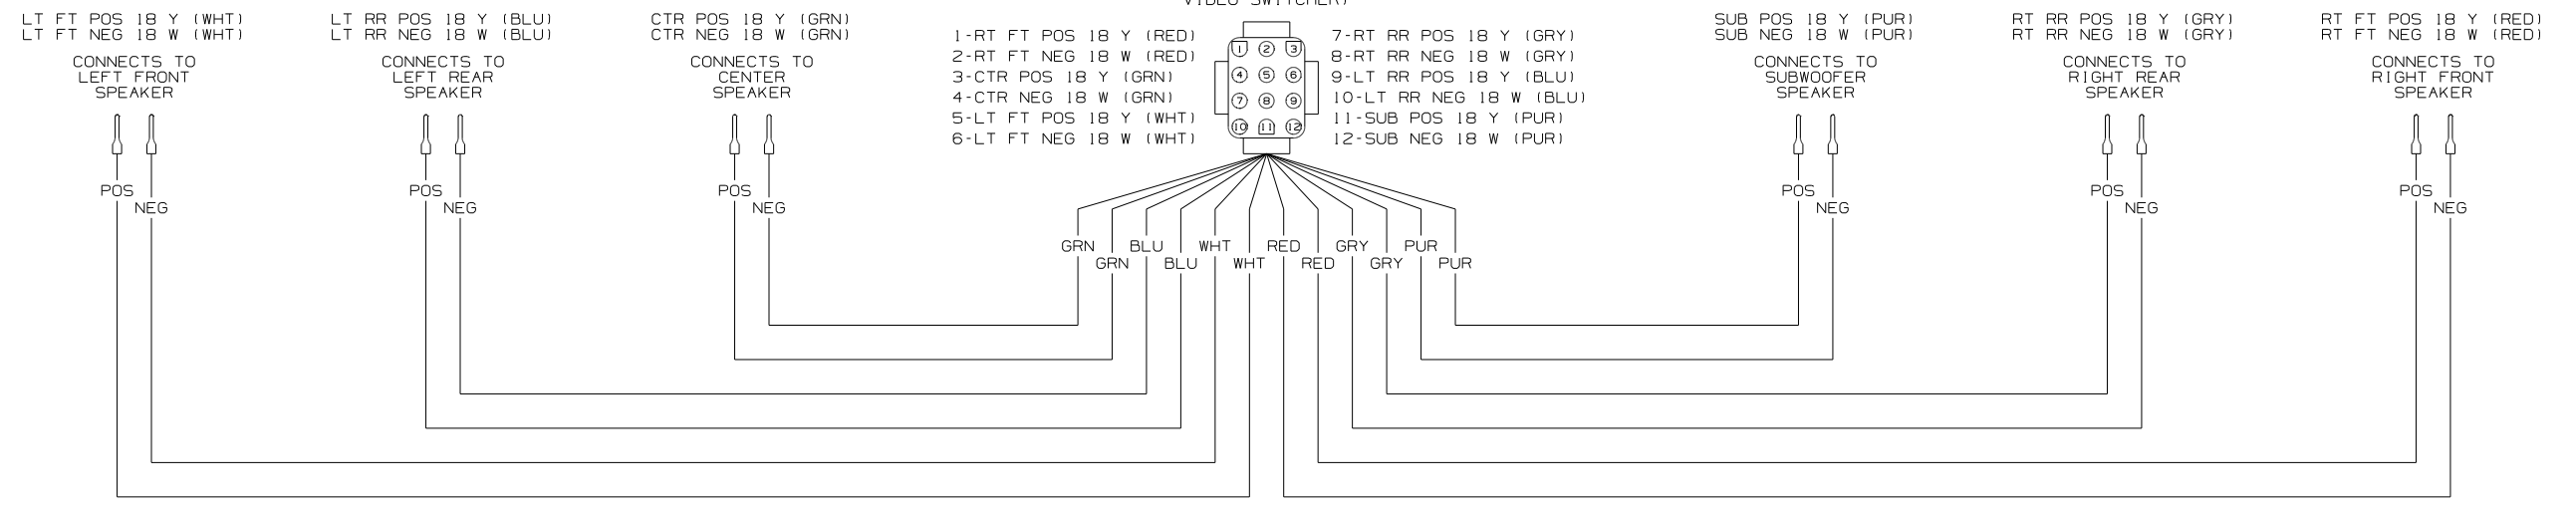 VIDEO SWITCHER)
LT FT POS 18 Y (WHT)
LT FT NEG 18 W (WHT)
CONNECTS TO
LEFT FRONT
SPEAKER
POS
NEG
LT RR POS 18 Y (BLU)
LT RR NEG 18 W (BLU)
CONNECTS TO
LEFT REAR
SPEAKER
POS
NEG
CTR POS 18 Y (GRN)
CTR NEG 18 W (GRN)
CONNECTS TO
CENTER
SPEAKER
POS
NEG
1-RT FT POS 18 Y (RED)
2-RT FT NEG 18 W (RED)
3-CTR POS 18 Y (GRN)
4-CTR NEG 18 W (GRN)
5-LT FT POS 18 Y (WHT)
6-LT FT NEG 18 W (WHT)
1 2 3
4 5 6
7 8 9
10 11 12
7-RT RR POS 18 Y (GRY)
8-RT RR NEG 18 W (GRY)
9-LT RR POS 18 Y (BLU)
10-LT RR NEG 18 W (BLU)
11-SUB POS 18 Y (PUR)
12-SUB NEG 18 W (PUR)
GRN BLU WHT RED GRY PUR
GRN BLU WHT RED GRY PUR
SUB POS 18 Y (PUR)
SUB NEG 18 W (PUR)
CONNECTS TO
SUBWOOFER
SPEAKER
POS
NEG
RT RR POS 18 Y (GRY)
RT RR NEG 18 W (GRY)
CONNECTS TO
RIGHT REAR
SPEAKER
POS
NEG
RT FT POS 18 Y (RED)
RT FT NEG 18 W (RED)
CONNECTS TO
RIGHT FRONT
SPEAKER
POS
NEG